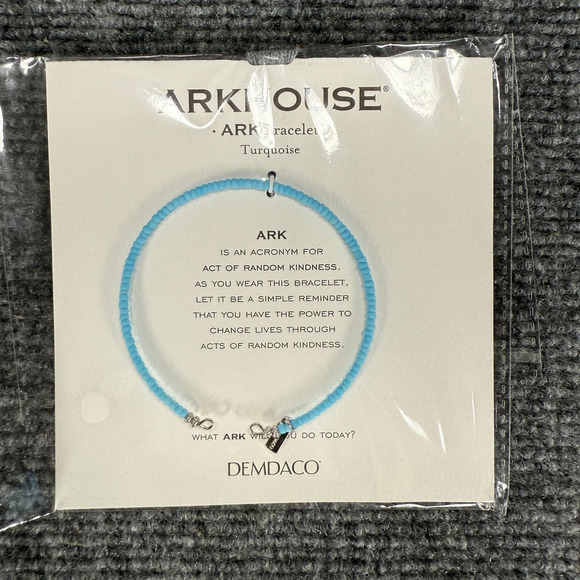 ARKHOUSE®
· ARK Bracelet
Turquoise
ARK
IS AN ACRONYM FOR
ACT OF RANDOM KINDNESS.
AS YOU WEAR THIS BRACELET,
LET IT BE A SIMPLE REMINDER
THAT YOU HAVE THE POWER TO
CHANGE LIVES THROUGH
ACTS OF RANDOM KINDNESS.
WHAT ARK WILL YOU DO TODAY?
DEMDACO®